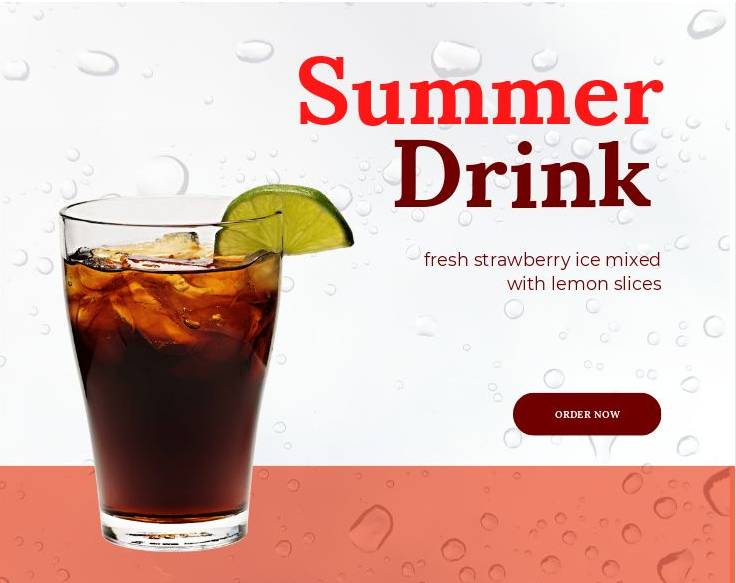 Summer
Drink
fresh strawberry ice mixed
with lemon slices
ORDER NOW